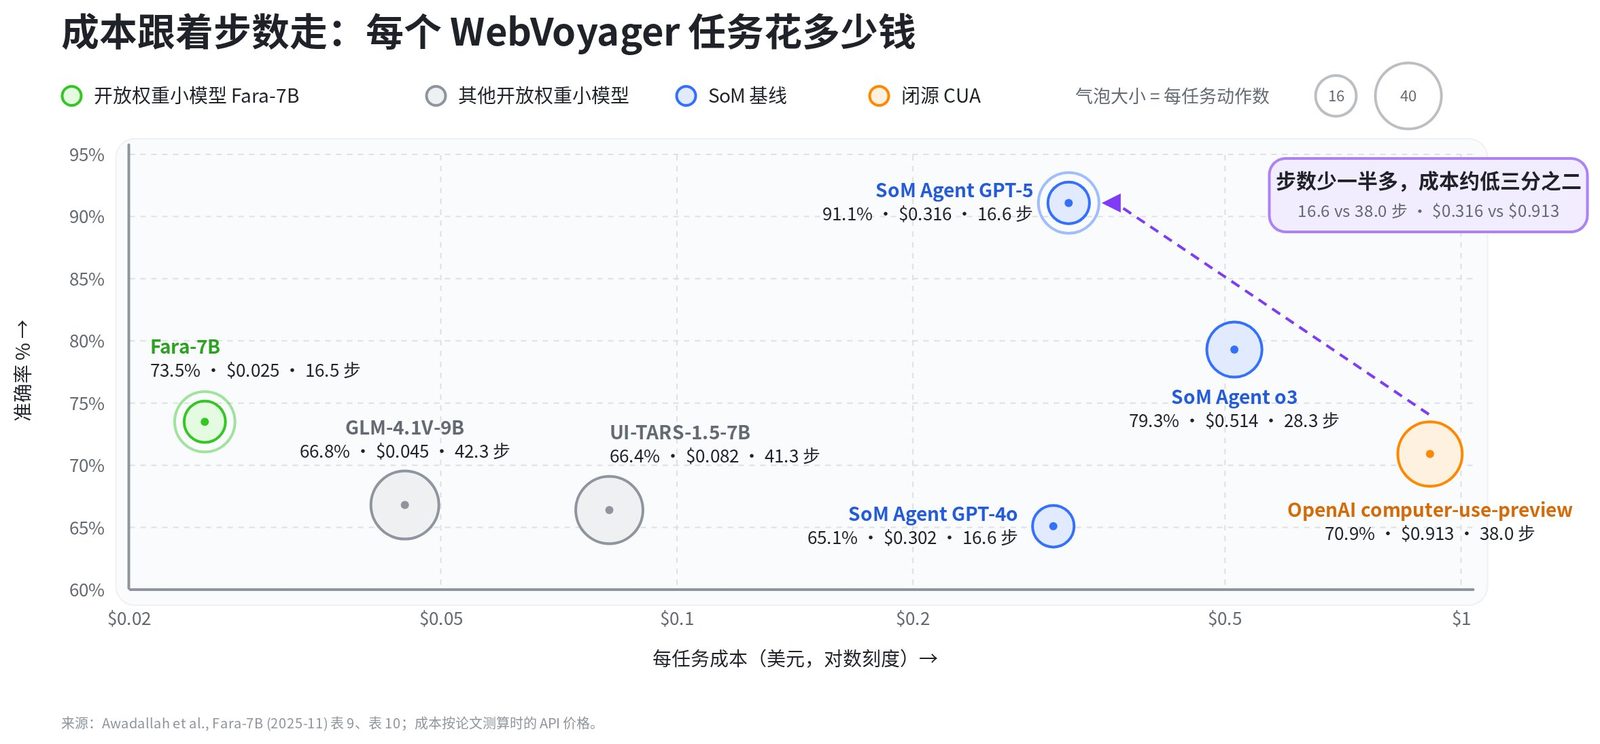 成本跟着步数走：每个 WebVoyager 任务花多少钱
开放权重小模型 Fara-7B
其他开放权重小模型
SoM 基线
闭源 CUA
气泡大小 = 每任务动作数
16
40
95%
90%
85%
80%
75%
70%
65%
60%
准确率 % →
步数少一半多，成本约低三分之二
16.6 vs 38.0 步 · $0.316 vs $0.913
SoM Agent GPT-5
91.1% · $0.316 · 16.6 步
Fara-7B
73.5% · $0.025 · 16.5 步
SoM Agent o3
79.3% · $0.514 · 28.3 步
GLM-4.1V-9B
66.8% · $0.045 · 42.3 步
UI-TARS-1.5-7B
66.4% · $0.082 · 41.3 步
SoM Agent GPT-4o
65.1% · $0.302 · 16.6 步
OpenAI computer-use-preview
70.9% · $0.913 · 38.0 步
$0.02
$0.05
$0.1
$0.2
$0.5
$1
每任务成本（美元，对数刻度）→
来源：Awadallah et al., Fara-7B (2025-11) 表 9、表 10；成本按论文测算时的 API 价格。